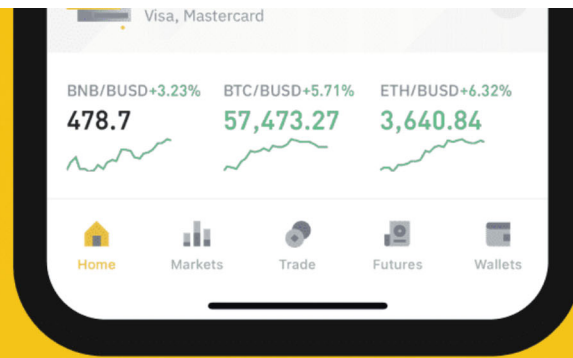 Visa, Mastercard
BNB/BUSD+3.23% BTC/BUSD+5.71% ETH/BUSD+6.32%
478.7 57,473.27 3,640.84
Home Markets Trade Futures Wallets